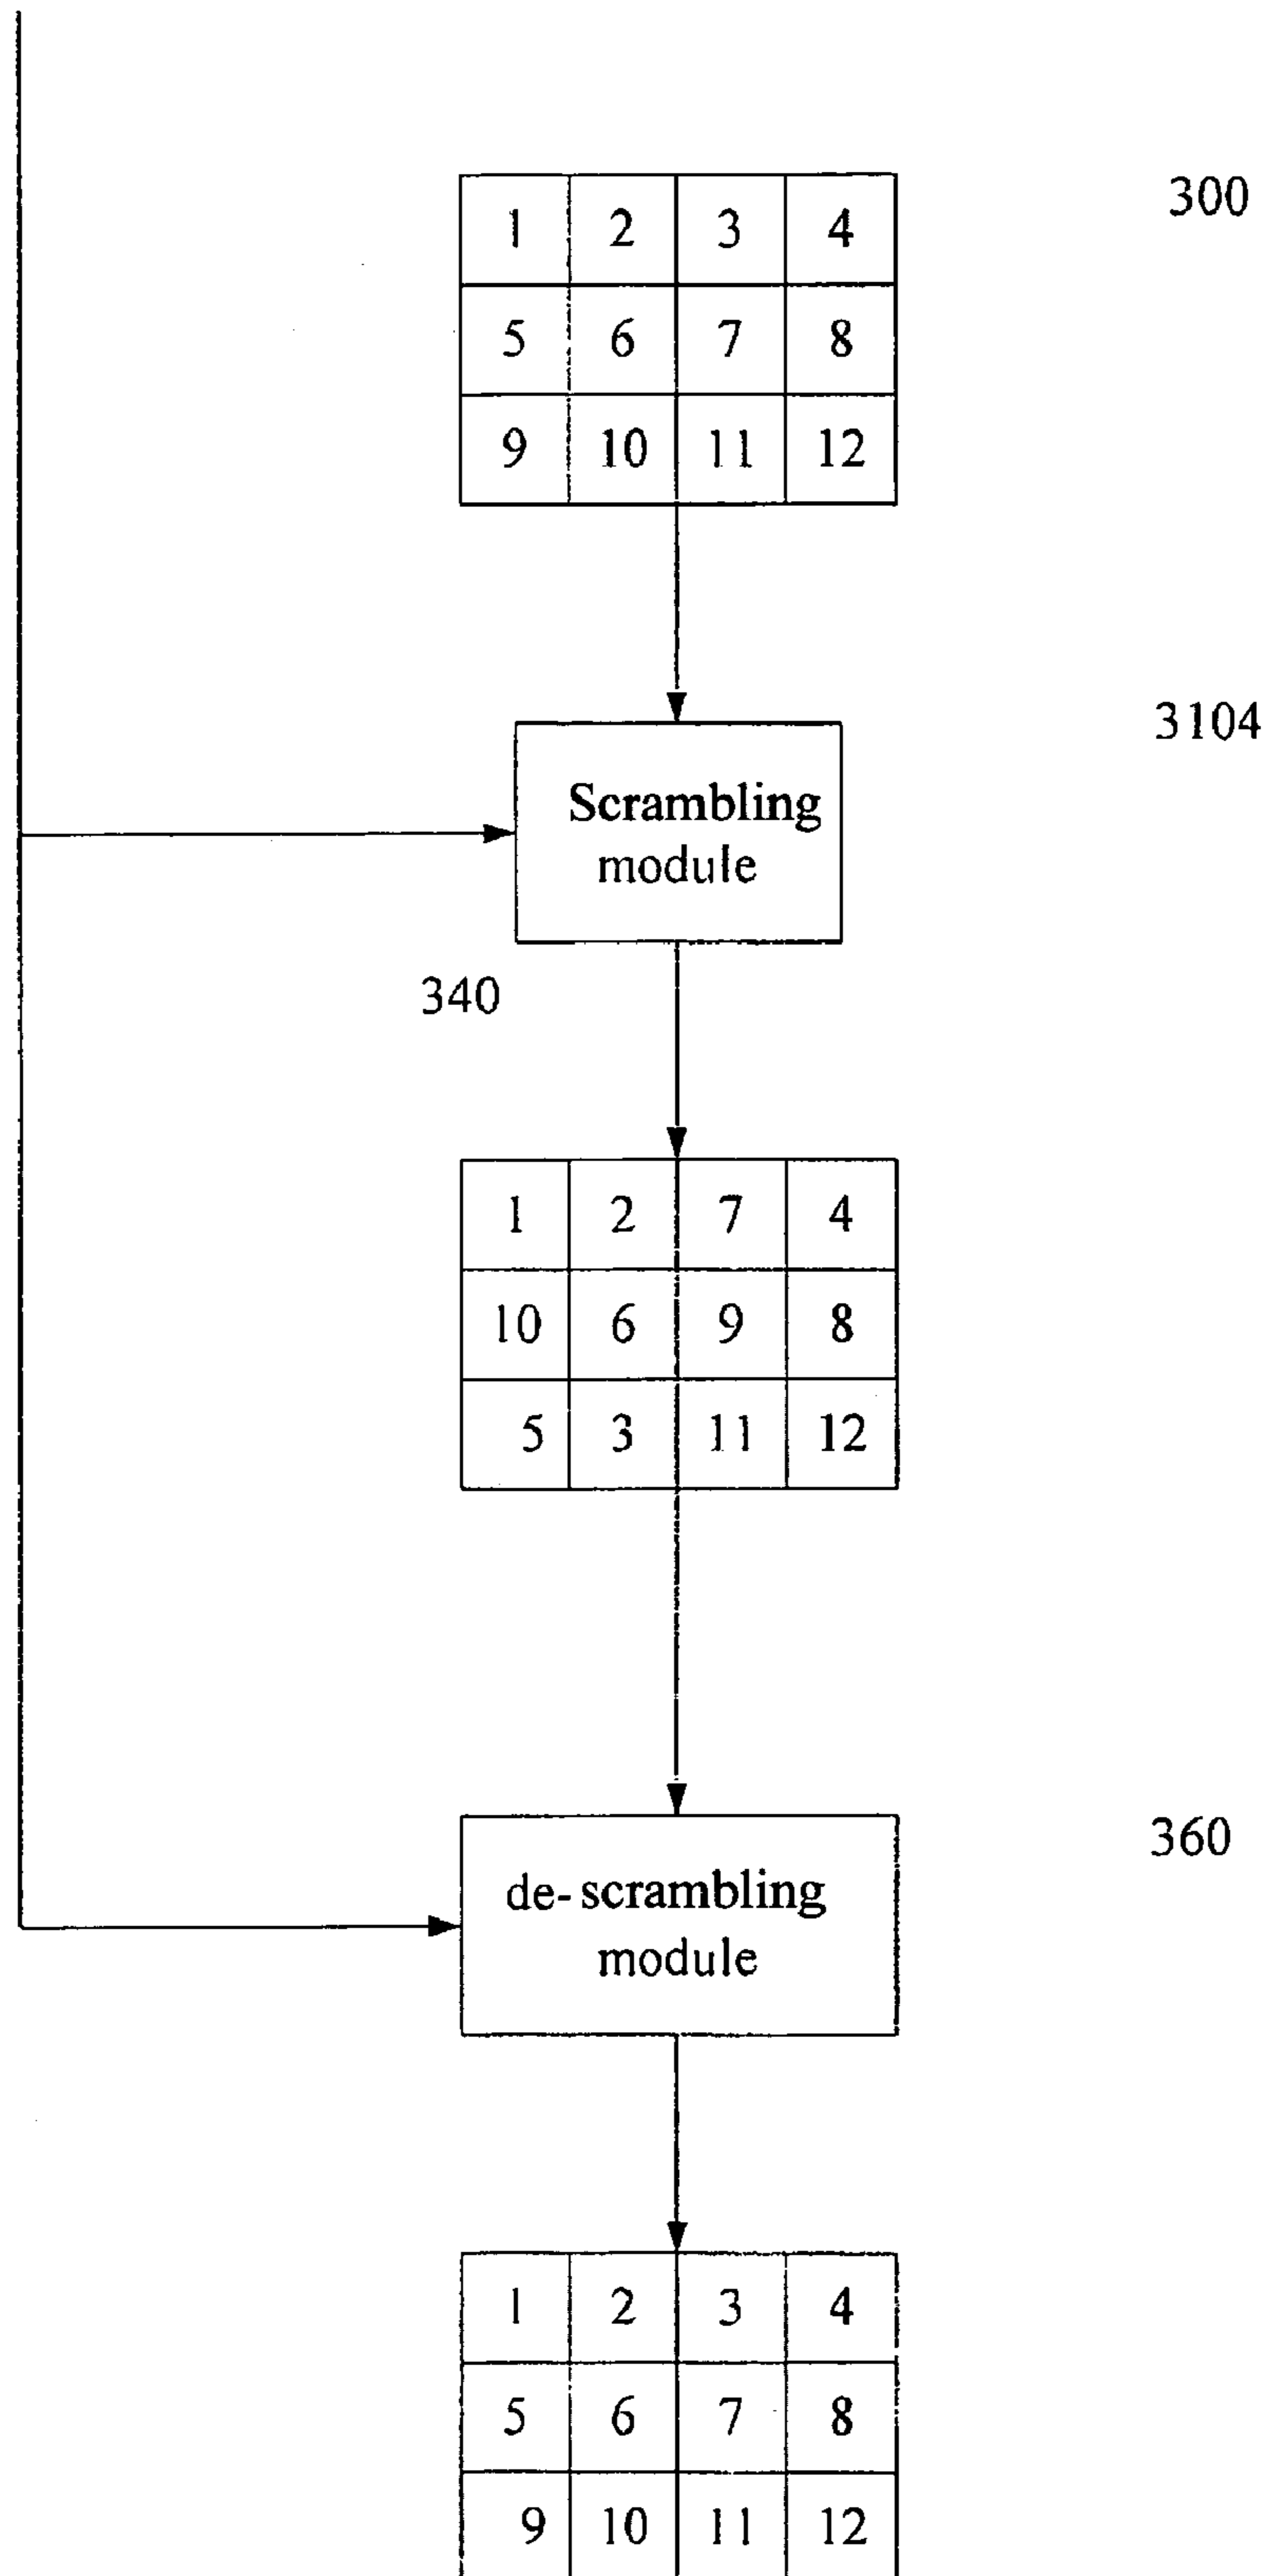 300
1 2 3 4
5 6 7 8
9 10 11 12
3104
Scrambling
module
340
1 2 7 4
10 6 9 8
5 3 11 12
360
de-scrambling
module
1 2 3 4
5 6 7 8
9 10 11 12